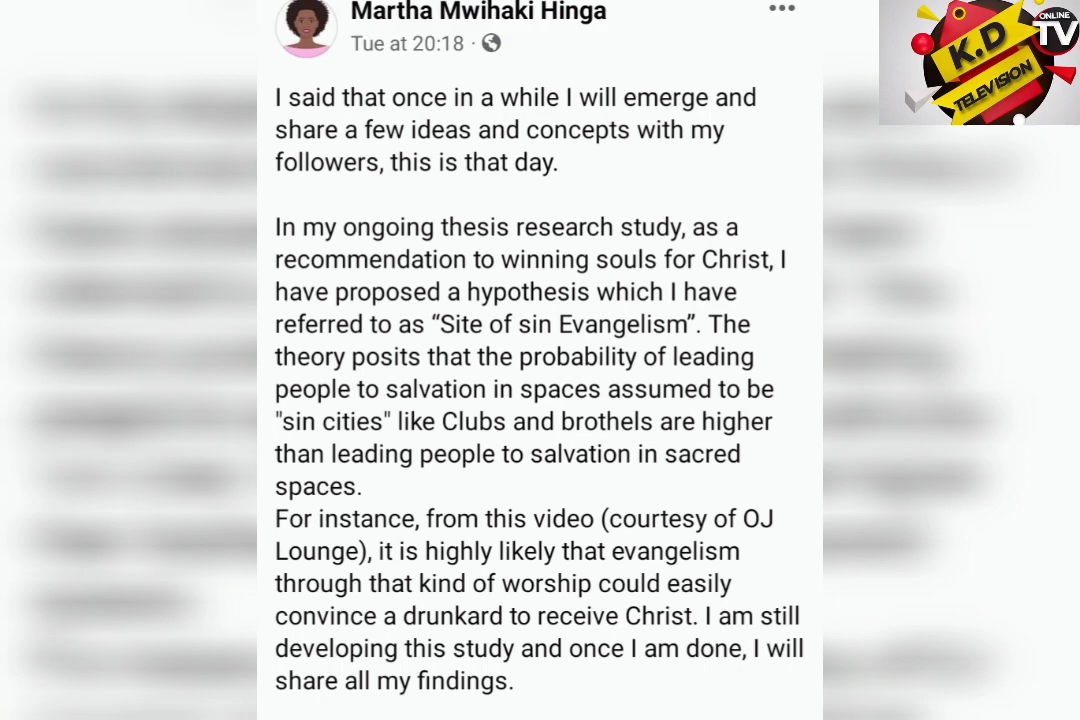 Martha Mwihaki Hinga
Tue at 20:18 ·
I said that once in a while I will emerge and
share a few ideas and concepts with my
followers, this is that day.
In my ongoing thesis research study, as a
recommendation to winning souls for Christ, I
have proposed a hypothesis which I have
referred to as “Site of sin Evangelism”. The
theory posits that the probability of leading
people to salvation in spaces assumed to be
"sin cities" like Clubs and brothels are higher
than leading people to salvation in sacred
spaces.
For instance, from this video (courtesy of OJ
Lounge), it is highly likely that evangelism
through that kind of worship could easily
convince a drunkard to receive Christ. I am still
developing this study and once I am done, I will
share all my findings.
K.D
TELEVISION
ONLINE
TV